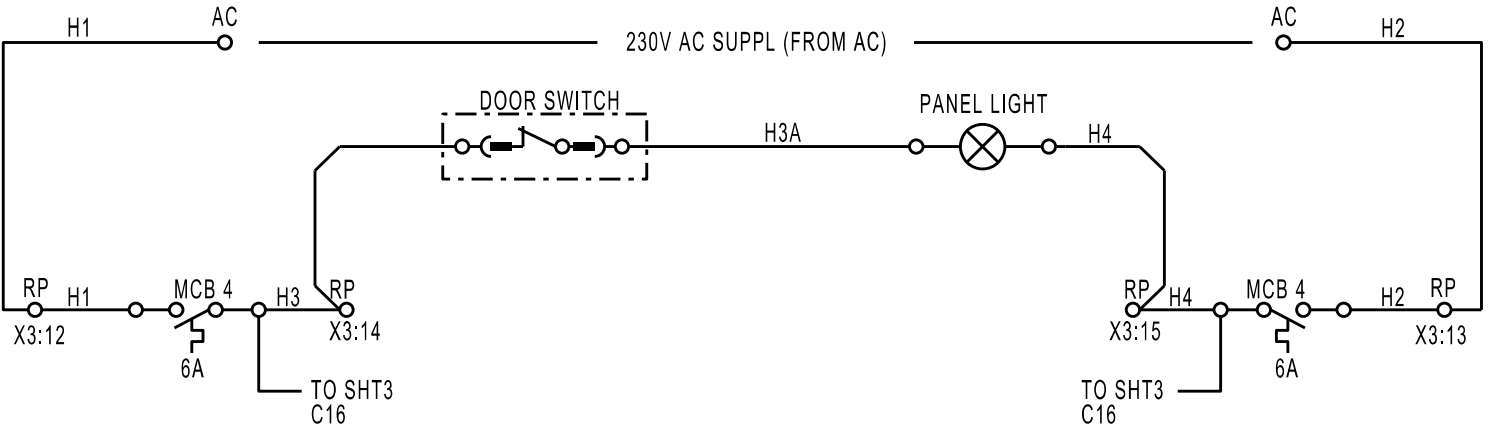 AC
AC
H1
H2
230V AC SUPPL (FROM AC)
DOOR SWITCH
PANEL LIGHT
H3A
H4
RP
H1
MCB 4
H3
RP
RP
H4
MCB 4
H2
RP
X3:12
X3:14
X3:15
X3:13
6A
6A
TO SHT3
C16
TO SHT3
C16